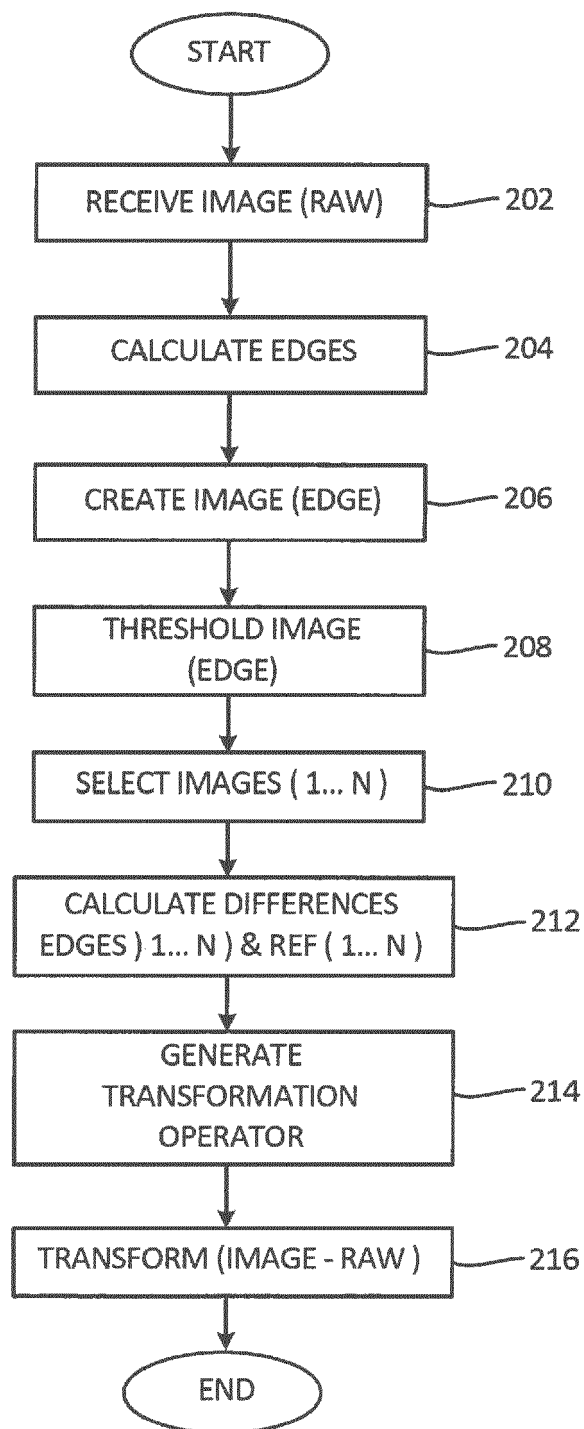 START
RECEIVE IMAGE (RAW)
202
CALCULATE EDGES
204
CREATE IMAGE (EDGE)
206
THRESHOLD IMAGE
(EDGE)
208
SELECT IMAGES ( 1... N )
210
CALCULATE DIFFERENCES
EDGES ) 1... N ) & REF ( 1... N )
212
GENERATE
TRANSFORMATION
OPERATOR
214
TRANSFORM (IMAGE - RAW )
216
END